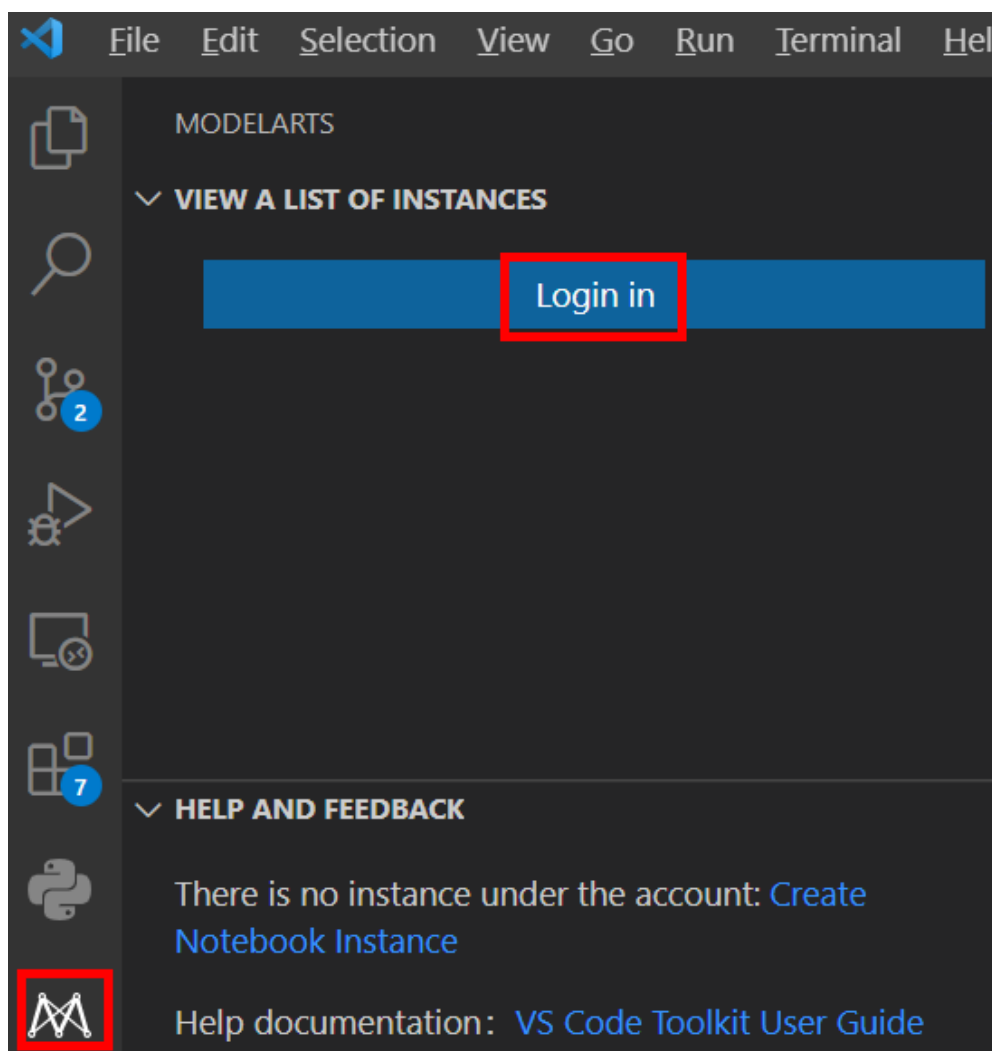 File Edit Selection View Go Run Terminal Hel
MODELARTS
VIEW A LIST OF INSTANCES
Login in
2
7
HELP AND FEEDBACK
There is no instance under the account: Create
Notebook Instance
Help documentation: VS Code Toolkit User Guide